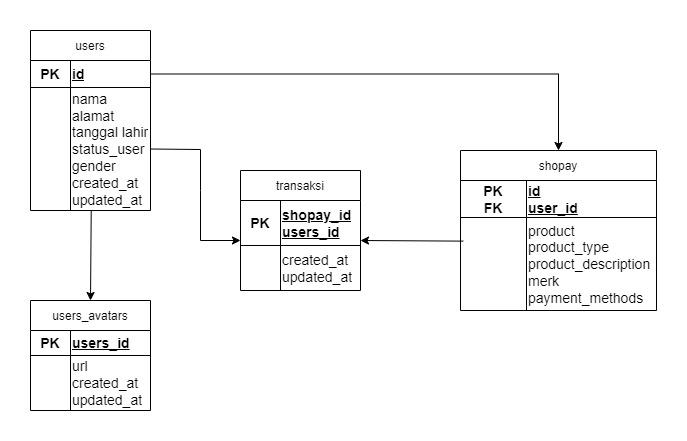 users
PK id
nama
alamat
tanggal lahir
status_user
gender
created_at
updated_at
transaksi
PK shopay_id
users_id
created_at
updated_at
shopay
PK id
FK user_id
product
product_type
product_description
merk
payment_methods
users_avatars
PK users_id
url
created_at
updated_at